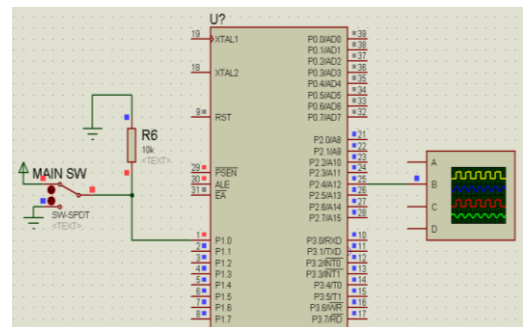 U?
19 XTAL1
18 XTAL2
9 RST
29 PSEN
30 ALE
31 EA
1 P1.0
2 P1.1
3 P1.2
4 P1.3
5 P1.4
6 P1.5
7 P1.6
8 P1.7
P0.0/AD0 39
P0.1/AD1 38
P0.2/AD2 37
P0.3/AD3 36
P0.4/AD4 35
P0.5/AD5 34
P0.6/AD6 33
P0.7/AD7 32
P2.0/A8 21
P2.1/A9 22
P2.2/A10 23
P2.3/A11 24
P2.4/A12 25
P2.5/A13 26
P2.6/A14 27
P2.7/A15 28
P3.0/RXD 10
P3.1/TXD 11
P3.2/INT0 12
P3.3/INT1 13
P3.4/T0 14
P3.5/T1 15
P3.6/WR 16
P3.7/RD 17
R6
10k
<TEXT>
MAIN SW
SW-SPDT
<TEXT>
A
B
C
D